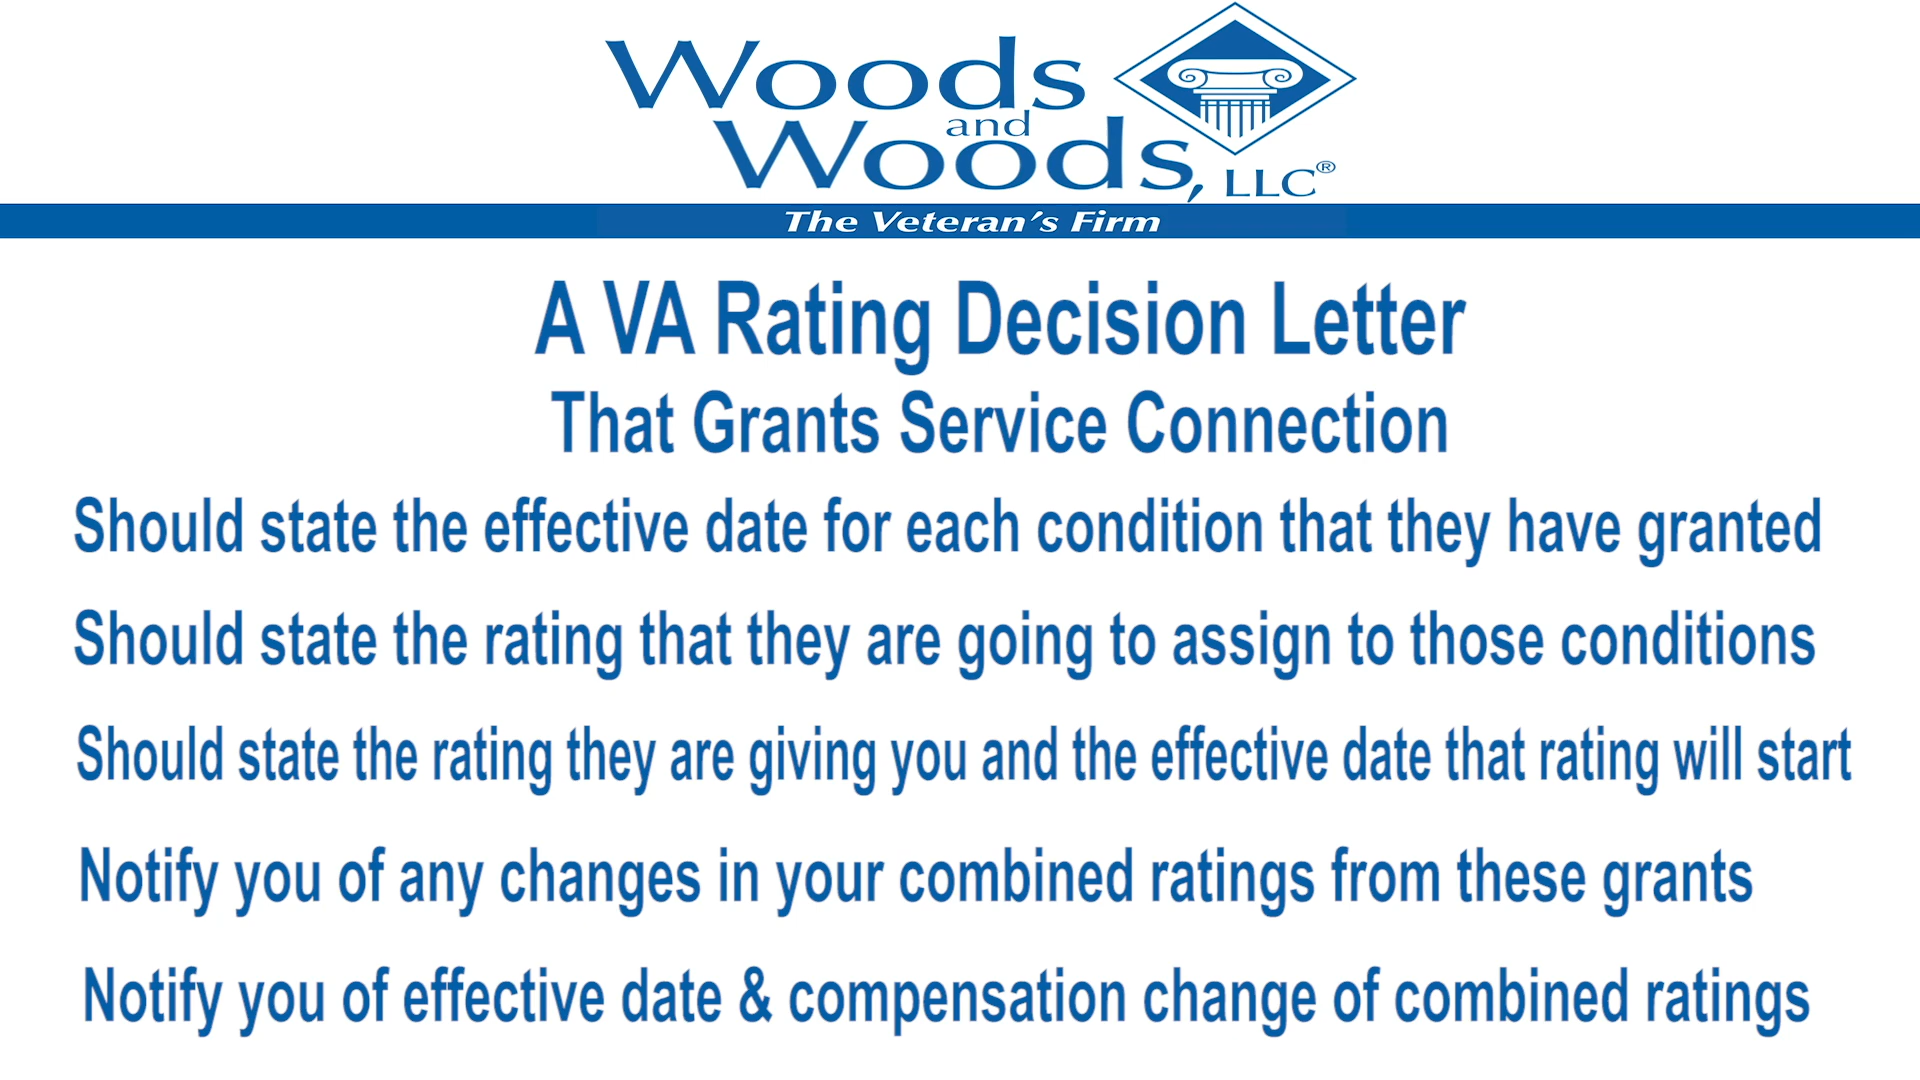 Woods
and
Woods, LLC®
The Veteran's Firm
A VA Rating Decision Letter
That Grants Service Connection
Should state the effective date for each condition that they have granted
Should state the rating that they are going to assign to those conditions
Should state the rating they are giving you and the effective date that rating will start
Notify you of any changes in your combined ratings from these grants
Notify you of effective date & compensation change of combined ratings